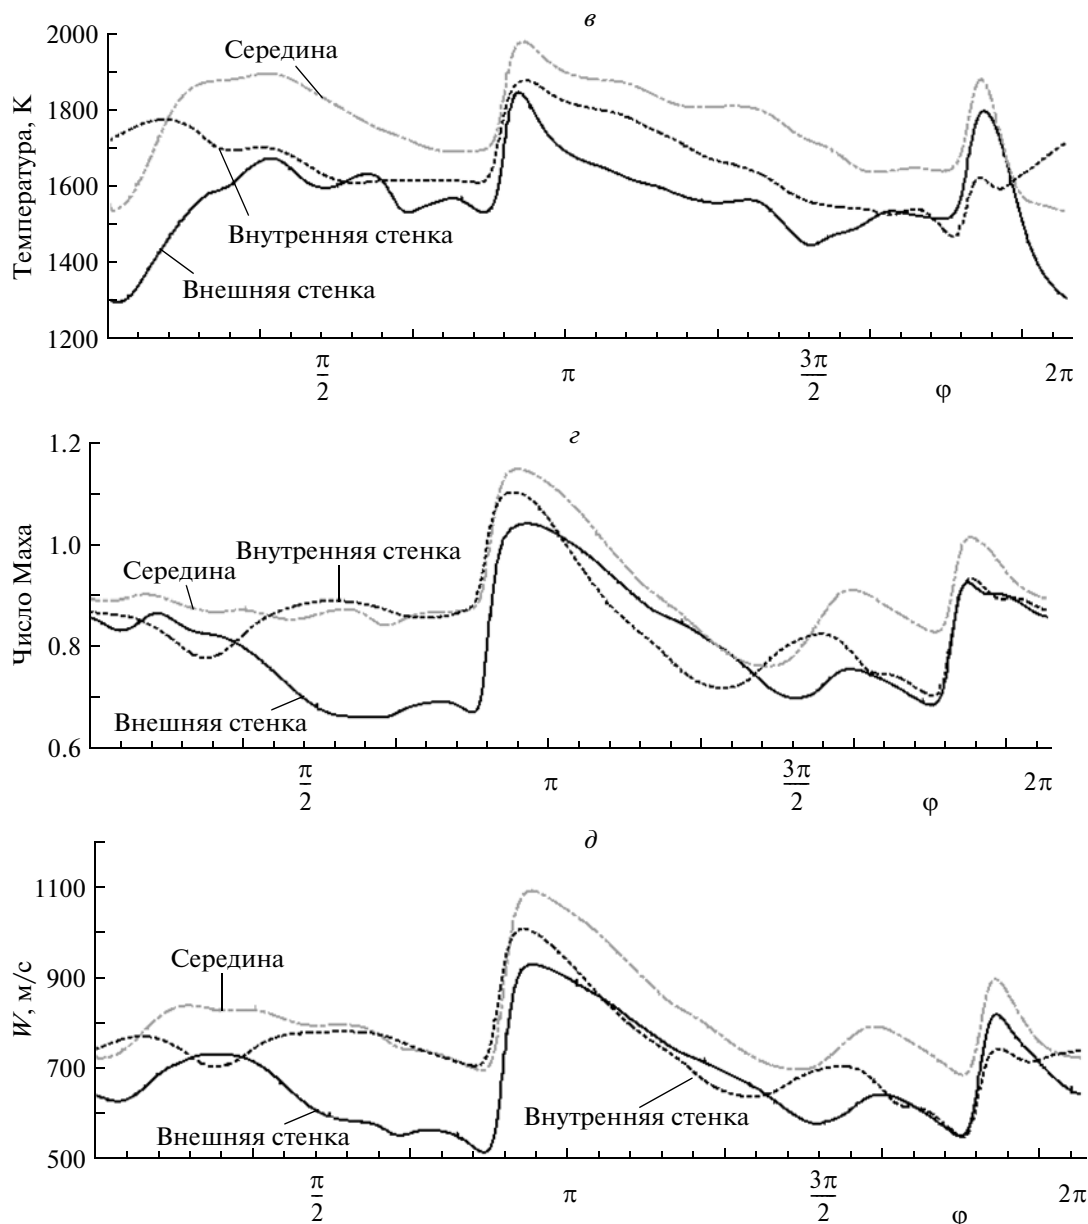 в
2000
1800
1600
1400
1200
Температура, К
Середина
Внутренняя стенка
Внешняя стенка
π/2
π
3π/2
φ
2π
г
1.2
1.0
0.8
0.6
Число Маха
Внутренняя стенка
Середина
Внешняя стенка
π/2
π
3π/2
φ
2π
д
1100
900
700
500
W, м/с
Середина
Внутренняя стенка
Внешняя стенка
π/2
π
3π/2
φ
2π